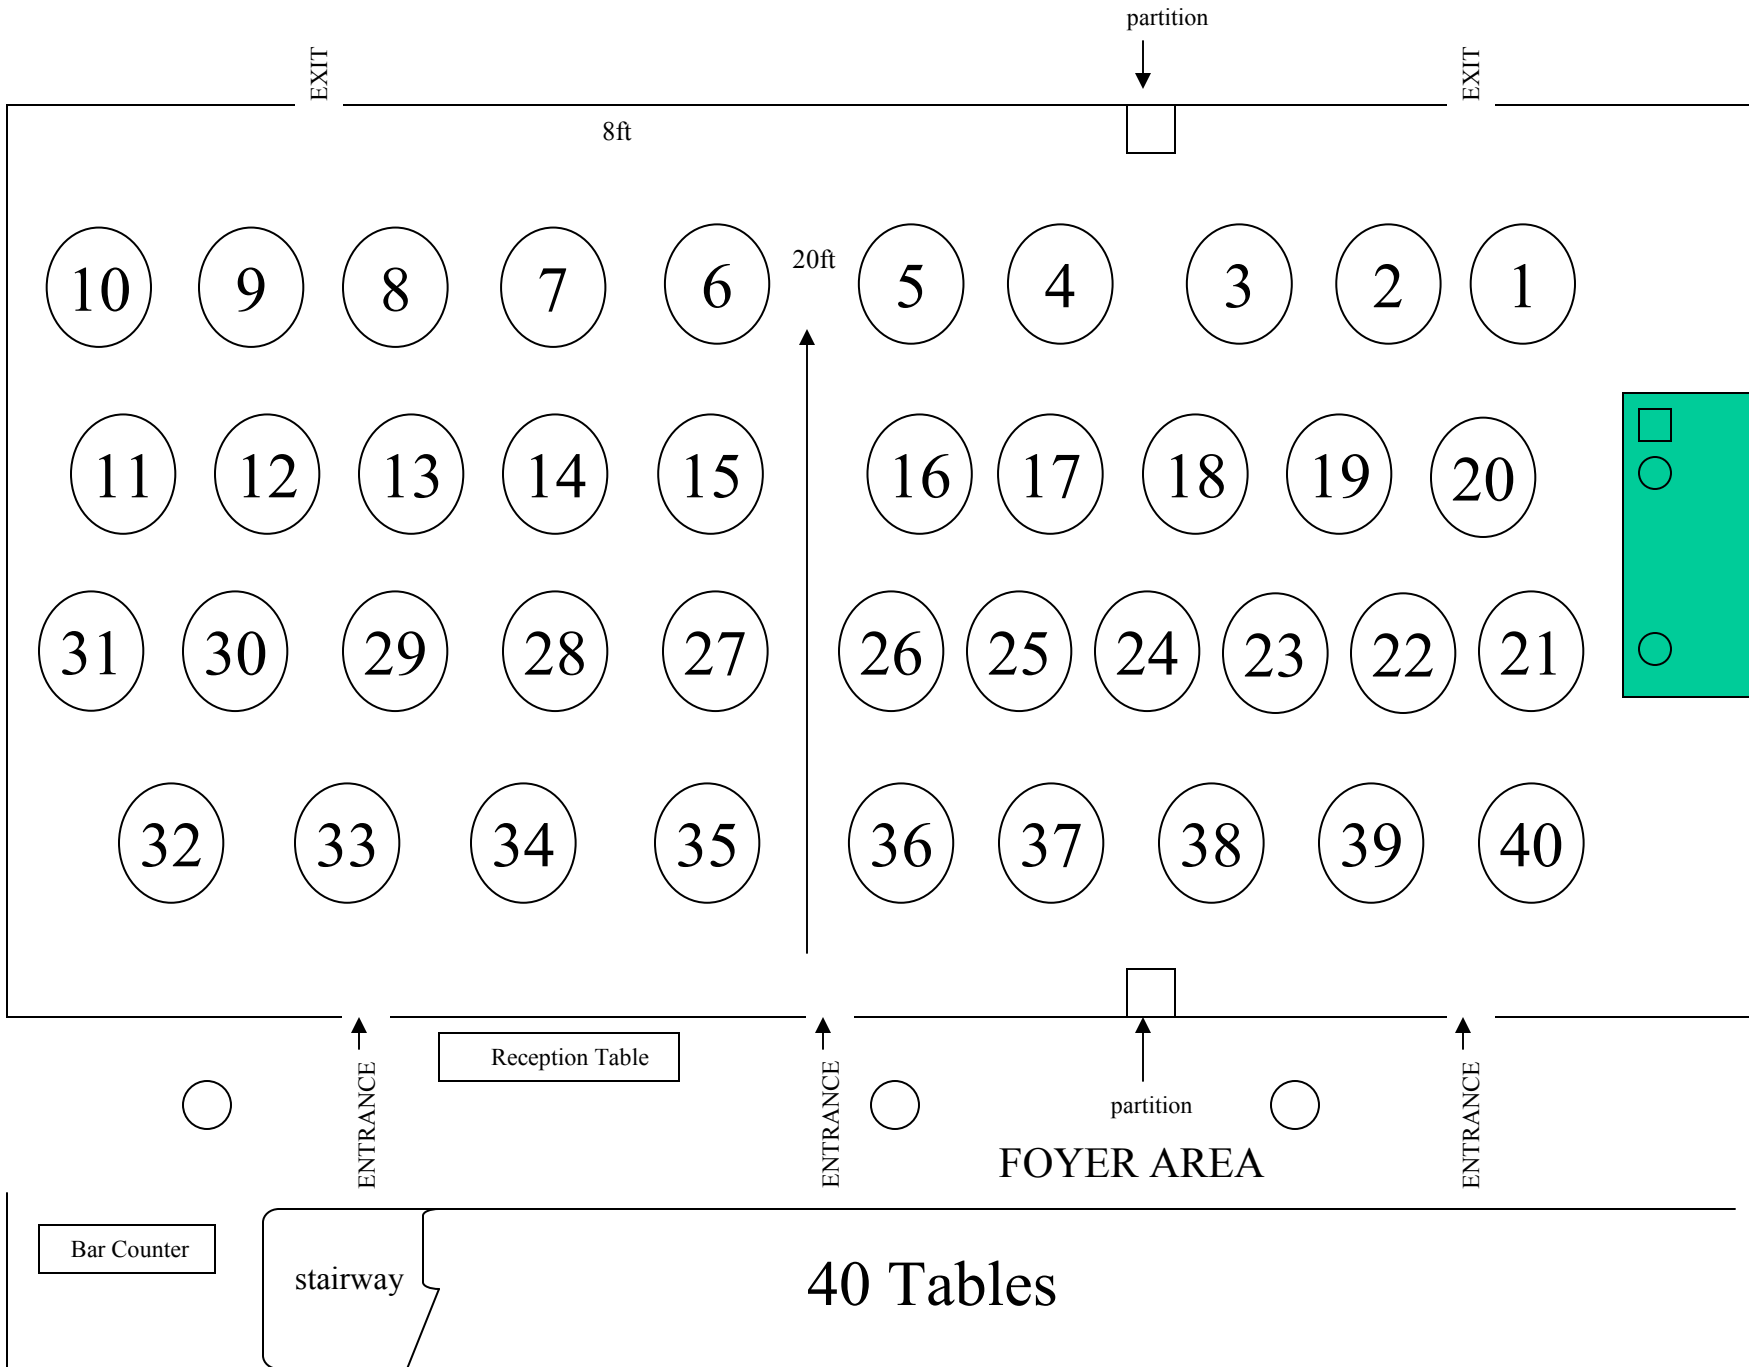 partition
EXIT
EXIT
8ft
10 9 8 7 6 20ft 5 4 3 2 1
11 12 13 14 15 16 17 18 19 20
31 30 29 28 27 26 25 24 23 22 21
32 33 34 35 36 37 38 39 40
Reception Table
ENTRANCE
ENTRANCE
partition
ENTRANCE
FOYER AREA
Bar Counter
stairway
40 Tables